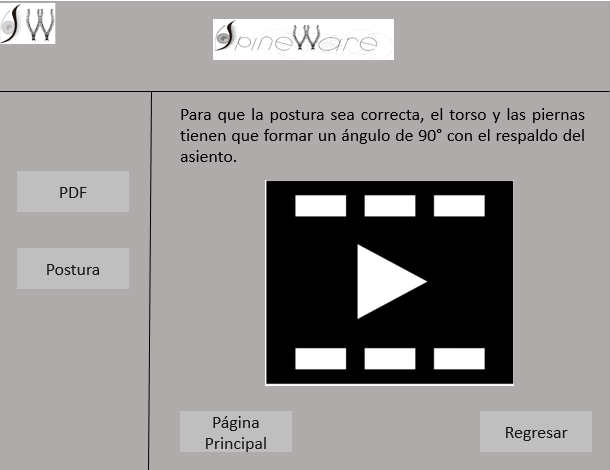 SW
SpineWare
Para que la postura sea correcta, el torso y las piernas
tienen que formar un ángulo de 90° con el respaldo del
asiento.
PDF
Postura
Página
Principal
Regresar